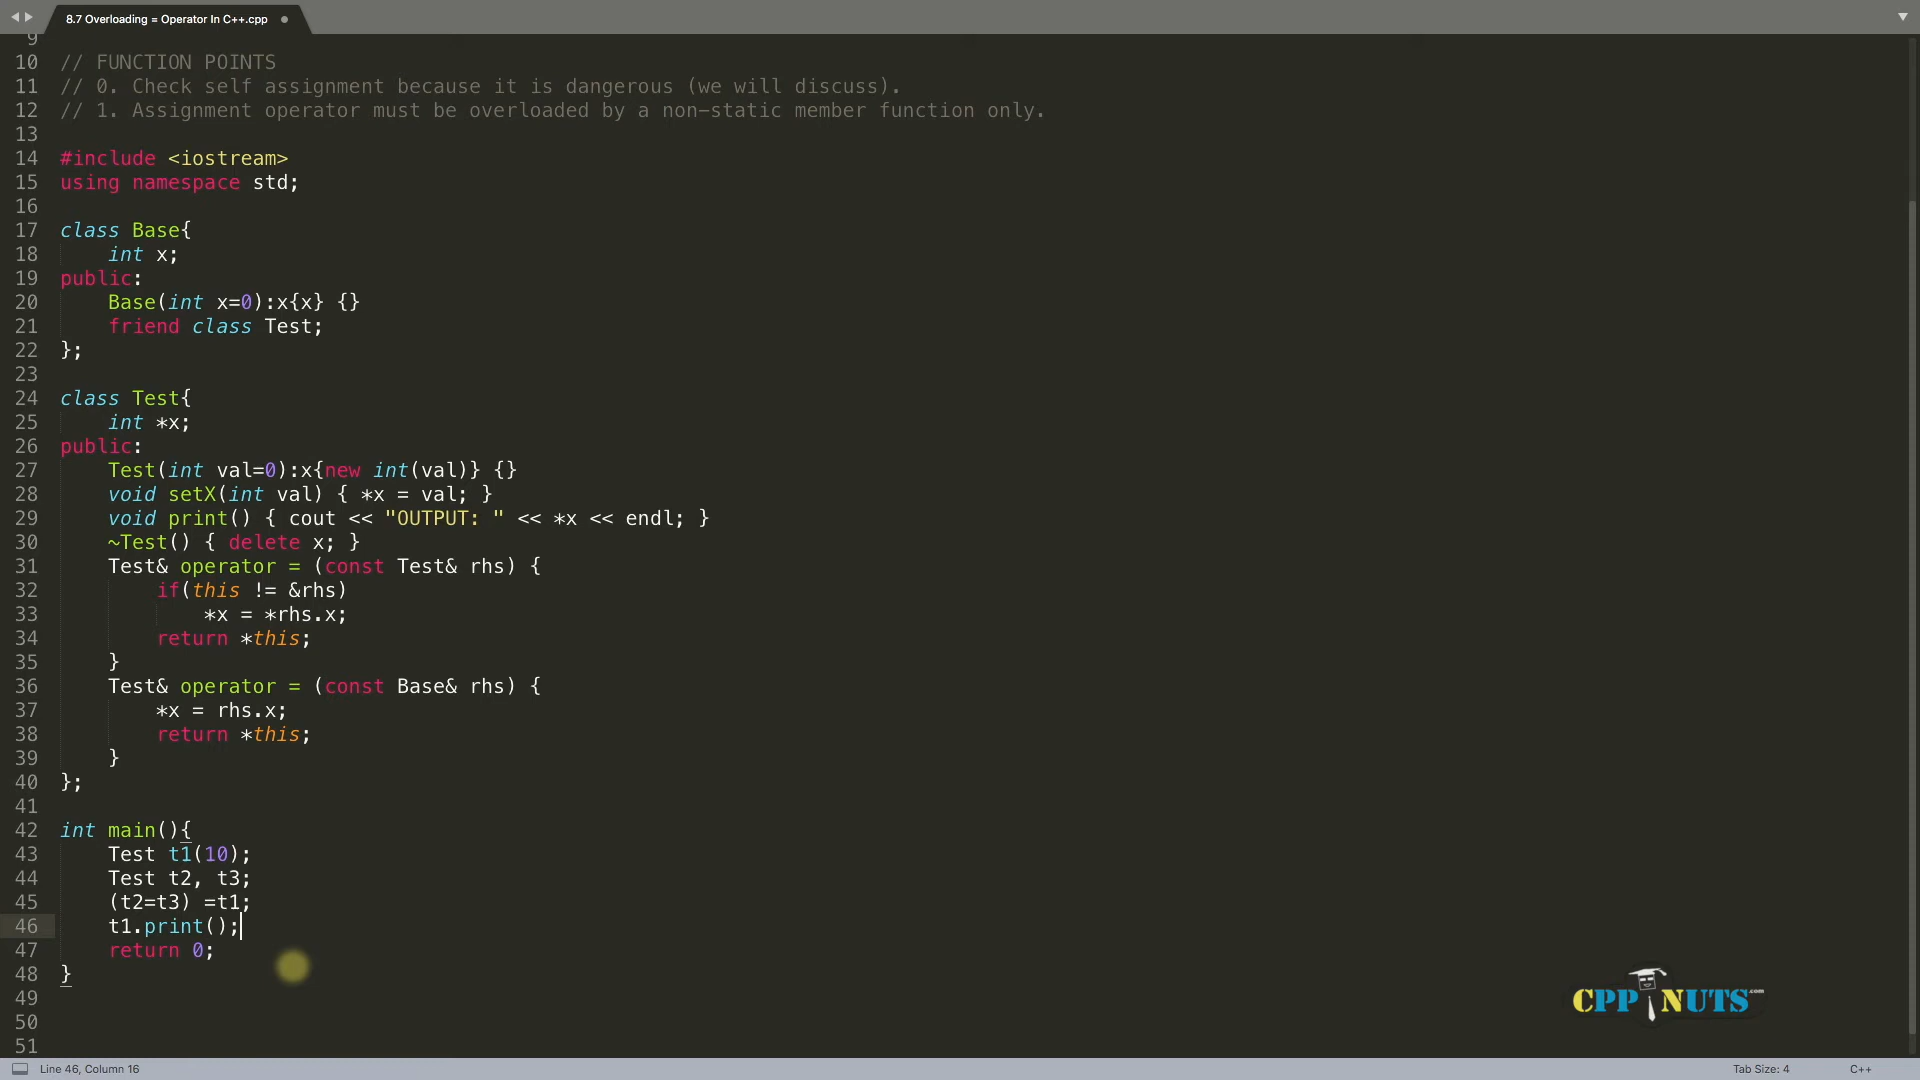 8.7 Overloading = Operator In C++.cpp
9
10 // FUNCTION POINTS
11 // 0. Check self assignment because it is dangerous (we will discuss).
12 // 1. Assignment operator must be overloaded by a non-static member function only.
13
14 #include <iostream>
15 using namespace std;
16
17 class Base{
18     int x;
19 public:
20     Base(int x=0):x{x} {}
21     friend class Test;
22 };
23
24 class Test{
25     int *x;
26 public:
27     Test(int val=0):x{new int(val)} {}
28     void setX(int val) { *x = val; }
29     void print() { cout << "OUTPUT: " << *x << endl; }
30     ~Test() { delete x; }
31     Test& operator = (const Test& rhs) {
32         if(this != &rhs)
33             *x = *rhs.x;
34         return *this;
35     }
36     Test& operator = (const Base& rhs) {
37         *x = rhs.x;
38         return *this;
39     }
40 };
41
42 int main(){
43     Test t1(10);
44     Test t2, t3;
45     (t2=t3) =t1;
46     t1.print();
47     return 0;
48 }
49
50
51
CPP NUTS.com
Line 46, Column 16 Tab Size: 4 C++